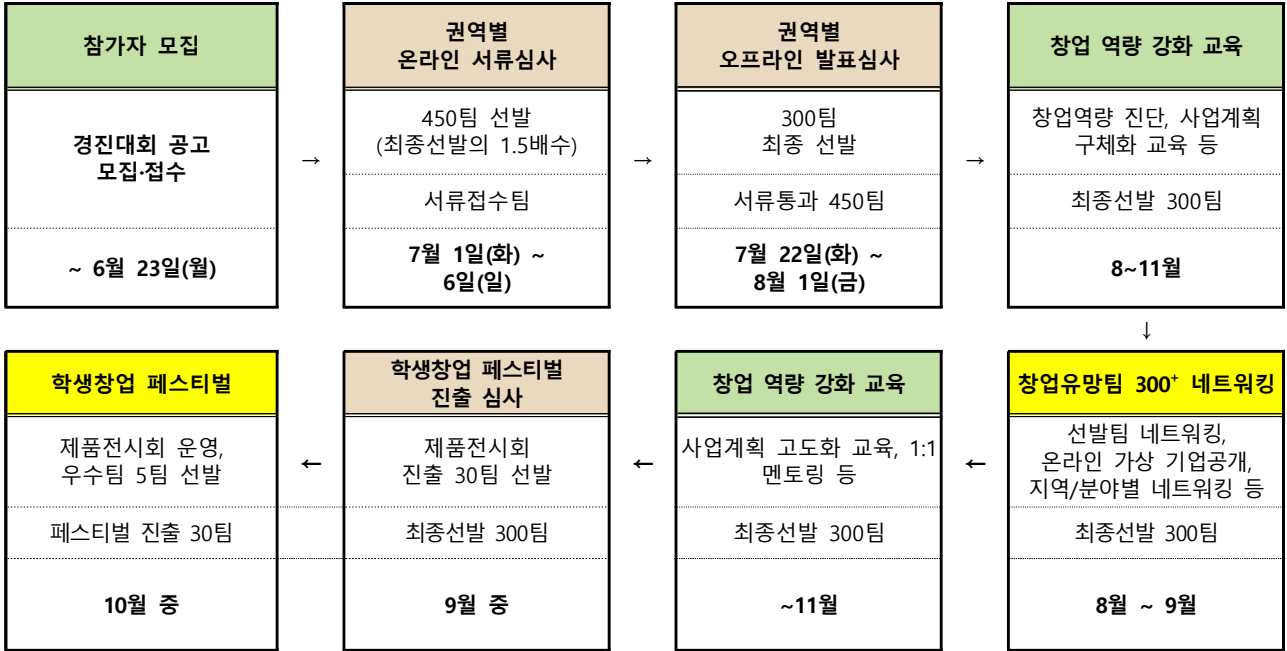 참가자 모집
경진대회 공고
모집·접수
~ 6월 23일(월)
→
권역별
온라인 서류심사
450팀 선발
(최종선발의 1.5배수)
서류접수팀
7월 1일(화) ~
6일(일)
→
권역별
오프라인 발표심사
300팀
최종 선발
서류통과 450팀
7월 22일(화) ~
8월 1일(금)
→
창업 역량 강화 교육
창업역량 진단, 사업계획
구체화 교육 등
최종선발 300팀
8~11월
↓
창업유망팀 300⁺ 네트워킹
선발팀 네트워킹,
온라인 가상 기업공개,
지역/분야별 네트워킹 등
최종선발 300팀
8월 ~ 9월
←
창업 역량 강화 교육
사업계획 고도화 교육, 1:1
멘토링 등
최종선발 300팀
~11월
←
학생창업 페스티벌
진출 심사
제품전시회
진출 30팀 선발
최종선발 300팀
9월 중
←
학생창업 페스티벌
제품전시회 운영,
우수팀 5팀 선발
페스티벌 진출 30팀
10월 중